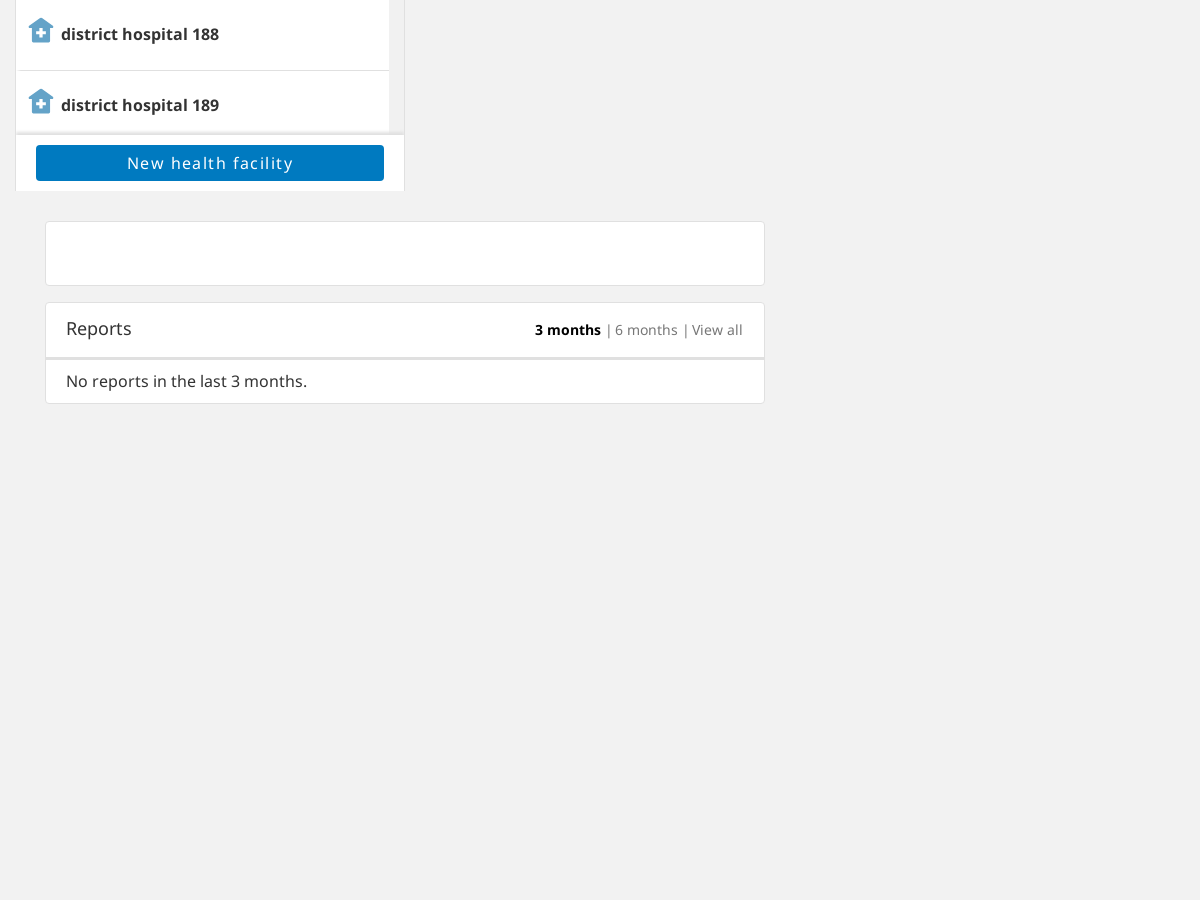 district hospital 188
district hospital 189
New health facility
Reports
3 months | 6 months | View all
No reports in the last 3 months.